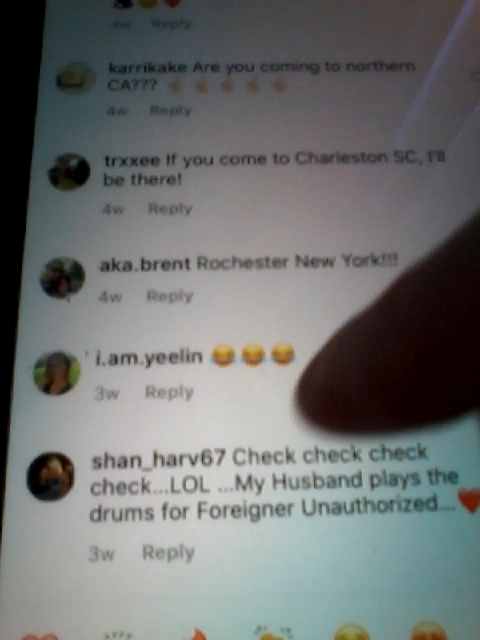 4w Reply
karrikake Are you coming to northern
CA???
4w Reply
trxxee If you come to Charleston SC, I'll
be there!
4w Reply
aka.brent Rochester New York!!!
4w Reply
i.am.yeelin 😂😂😂
3w Reply
shan_harv67 Check check check
check...LOL ...My Husband plays the
drums for Foreigner Unauthorized...❤️
3w Reply